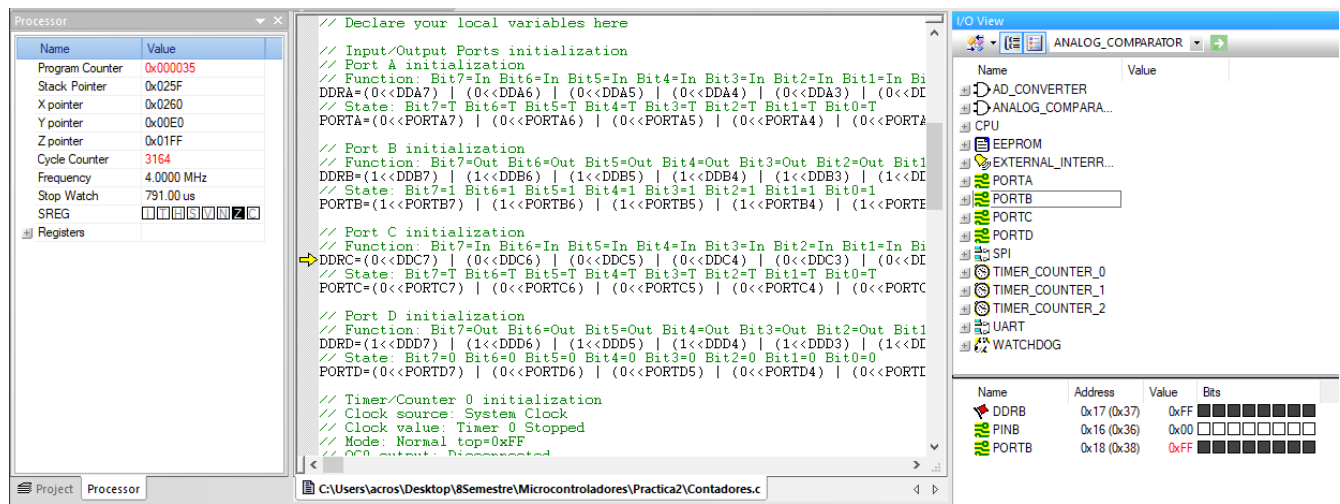 Processor
Name Value
Program Counter 0x000035
Stack Pointer 0x025F
X pointer 0x0260
Y pointer 0x00E0
Z pointer 0x01FF
Cycle Counter 3164
Frequency 4.0000 MHz
Stop Watch 791.00 us
SREG I T H S V N Z C
Registers
Project Processor
// Declare your local variables here
// Input/Output Ports initialization
// Port A initialization
// Function: Bit7=In Bit6=In Bit5=In Bit4=In Bit3=In Bit2=In Bit1=In Bi
DDRA=(0<<DDA7) | (0<<DDA6) | (0<<DDA5) | (0<<DDA4) | (0<<DDA3) | (0<<DD
// State: Bit7=T Bit6=T Bit5=T Bit4=T Bit3=T Bit2=T Bit1=T Bit0=T
PORTA=(0<<PORTA7) | (0<<PORTA6) | (0<<PORTA5) | (0<<PORTA4) | (0<<PORTA
// Port B initialization
// Function: Bit7=Out Bit6=Out Bit5=Out Bit4=Out Bit3=Out Bit2=Out Bit1
DDRB=(1<<DDB7) | (1<<DDB6) | (1<<DDB5) | (1<<DDB4) | (1<<DDB3) | (1<<DD
// State: Bit7=1 Bit6=1 Bit5=1 Bit4=1 Bit3=1 Bit2=1 Bit1=1 Bit0=1
PORTB=(1<<PORTB7) | (1<<PORTB6) | (1<<PORTB5) | (1<<PORTB4) | (1<<PORTB
// Port C initialization
// Function: Bit7=In Bit6=In Bit5=In Bit4=In Bit3=In Bit2=In Bit1=In Bi
DDRC=(0<<DDC7) | (0<<DDC6) | (0<<DDC5) | (0<<DDC4) | (0<<DDC3) | (0<<DD
// State: Bit7=T Bit6=T Bit5=T Bit4=T Bit3=T Bit2=T Bit1=T Bit0=T
PORTC=(0<<PORTC7) | (0<<PORTC6) | (0<<PORTC5) | (0<<PORTC4) | (0<<PORTC
// Port D initialization
// Function: Bit7=Out Bit6=Out Bit5=Out Bit4=Out Bit3=Out Bit2=Out Bit1
DDRD=(1<<DDD7) | (1<<DDD6) | (1<<DDD5) | (1<<DDD4) | (1<<DDD3) | (1<<DD
// State: Bit7=0 Bit6=0 Bit5=0 Bit4=0 Bit3=0 Bit2=0 Bit1=0 Bit0=0
PORTD=(0<<PORTD7) | (0<<PORTD6) | (0<<PORTD5) | (0<<PORTD4) | (0<<PORTD
// Timer/Counter 0 initialization
// Clock source: System Clock
// Clock value: Timer 0 Stopped
// Mode: Normal top=0xFF
// OC0 output: Disconnected
C:\Users\acros\Desktop\8Semestre\Microcontroladores\Practica2\Contadores.c
I/O View
ANALOG_COMPARATOR
Name Value
AD_CONVERTER
ANALOG_COMPARA...
CPU
EEPROM
EXTERNAL_INTERR...
PORTA
PORTB
PORTC
PORTD
SPI
TIMER_COUNTER_0
TIMER_COUNTER_1
TIMER_COUNTER_2
UART
WATCHDOG
Name Address Value Bits
DDRB 0x17 (0x37) 0xFF
PINB 0x16 (0x36) 0x00
PORTB 0x18 (0x38) 0xFF